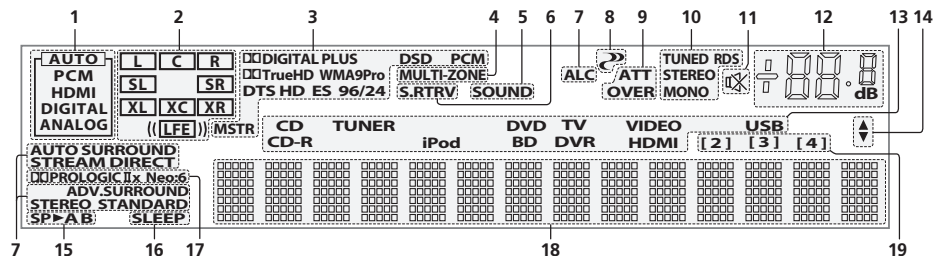 1 2 3 4 5 6 7 8 9 10 11 12 13 14
AUTO
PCM
HDMI
DIGITAL
ANALOG
L C R
SL SR
XL XC XR
((LFE))
DIGITAL PLUS
TrueHD WMA9Pro
DTS HD ES 96/24
MSTR
DSD PCM
MULTI-ZONE
S.RTRV SOUND
ALC
ATT
OVER
TUNED RDS
STEREO
MONO
dB
CD TUNER DVD TV VIDEO USB
CD-R iPod BD DVR HDMI [2] [3] [4]
AUTO SURROUND
STREAM DIRECT
PROLOGIC IIx Neo:6
ADV.SURROUND
STEREO STANDARD
SP►AB SLEEP
7 15 16 17 18 19